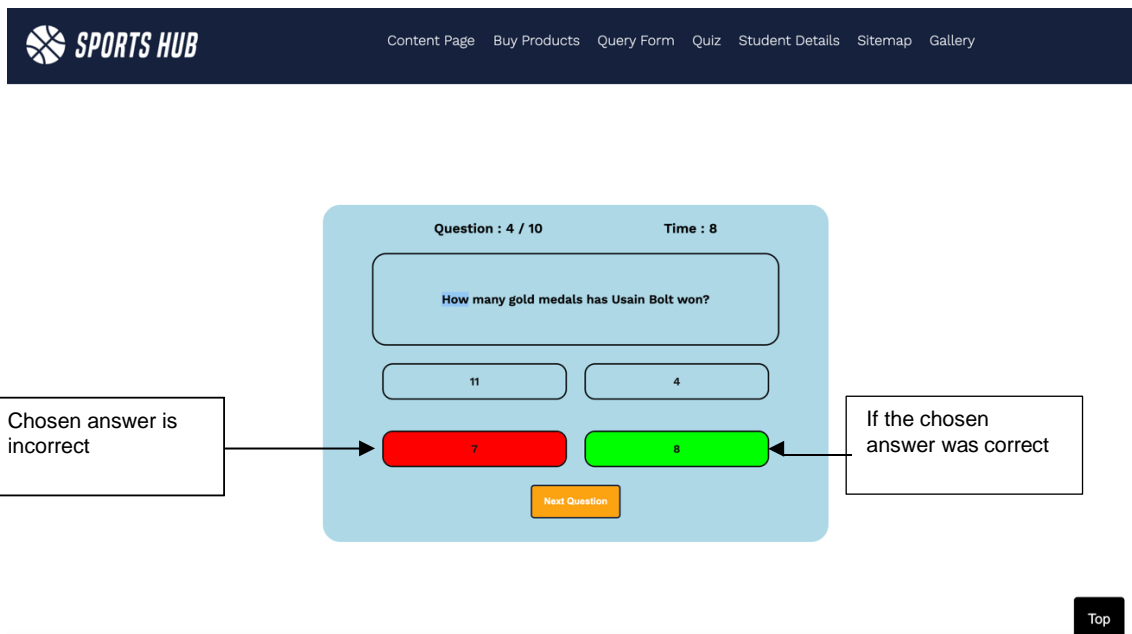 SPORTS HUB
Content Page Buy Products Query Form Quiz Student Details Sitemap Gallery
Question : 4 / 10 Time : 8
How many gold medals has Usain Bolt won?
11 4
Chosen answer is
incorrect
7 8
If the chosen
answer was correct
Next Question
Top